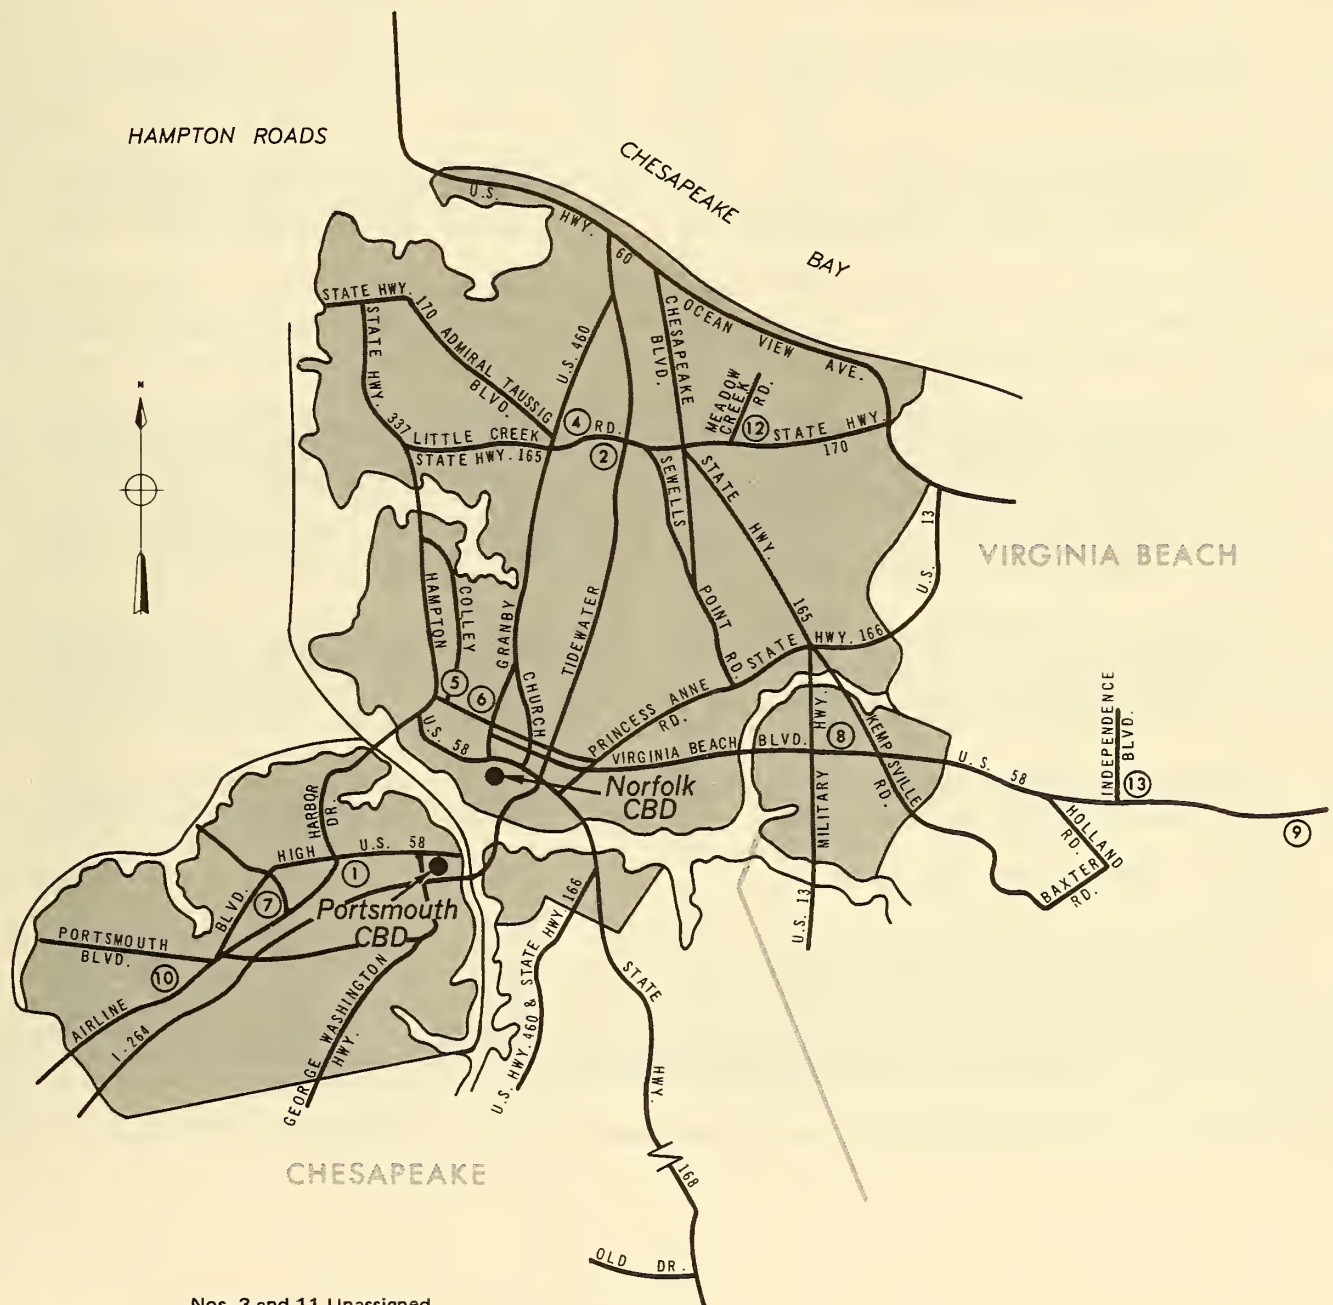 HAMPTON ROADS
CHESAPEAKE
BAY
U.S.
HWY.
60
OCEAN
VIEW
AVE.
STATE HWY.
170
ADMIRAL TAUSSIG
BLVD.
STATE
HWY.
337
U.S. 460
CHESAPEAKE
BLVD.
MEADOW
CREEK
RD.
N
LITTLE CREEK
RD.
STATE HWY. 165
4
2
12
STATE HWY.
170
SEWELLS
POINT
RD.
STATE
HWY.
165
13
U.S.
VIRGINIA BEACH
HAMPTON
COLLEY
GRANBY
CHURCH
TIDEWATER
5
6
STATE
HWY. 166
PRINCESS ANNE
RD.
VIRGINIA BEACH
BLVD.
8
MILITARY
HWY.
KEMPSVILLE
RD.
U.S. 58
INDEPENDENCE
BLVD.
13
9
HOLLAND
RD.
BAXTER
RD.
U.S. 58
Norfolk
CBD
HARBOR
DR.
HIGH
U.S. 58
1
BLVD.
7
Portsmouth
CBD
PORTSMOUTH
BLVD.
10
AIRLINE
I-264
GEORGE WASHINGTON
HWY.
U.S. HWY. 460 & STATE HWY. 166
U.S. 13
STATE
HWY.
168
CHESAPEAKE
OLD DR.
Nos. 3 and 11 Unassigned